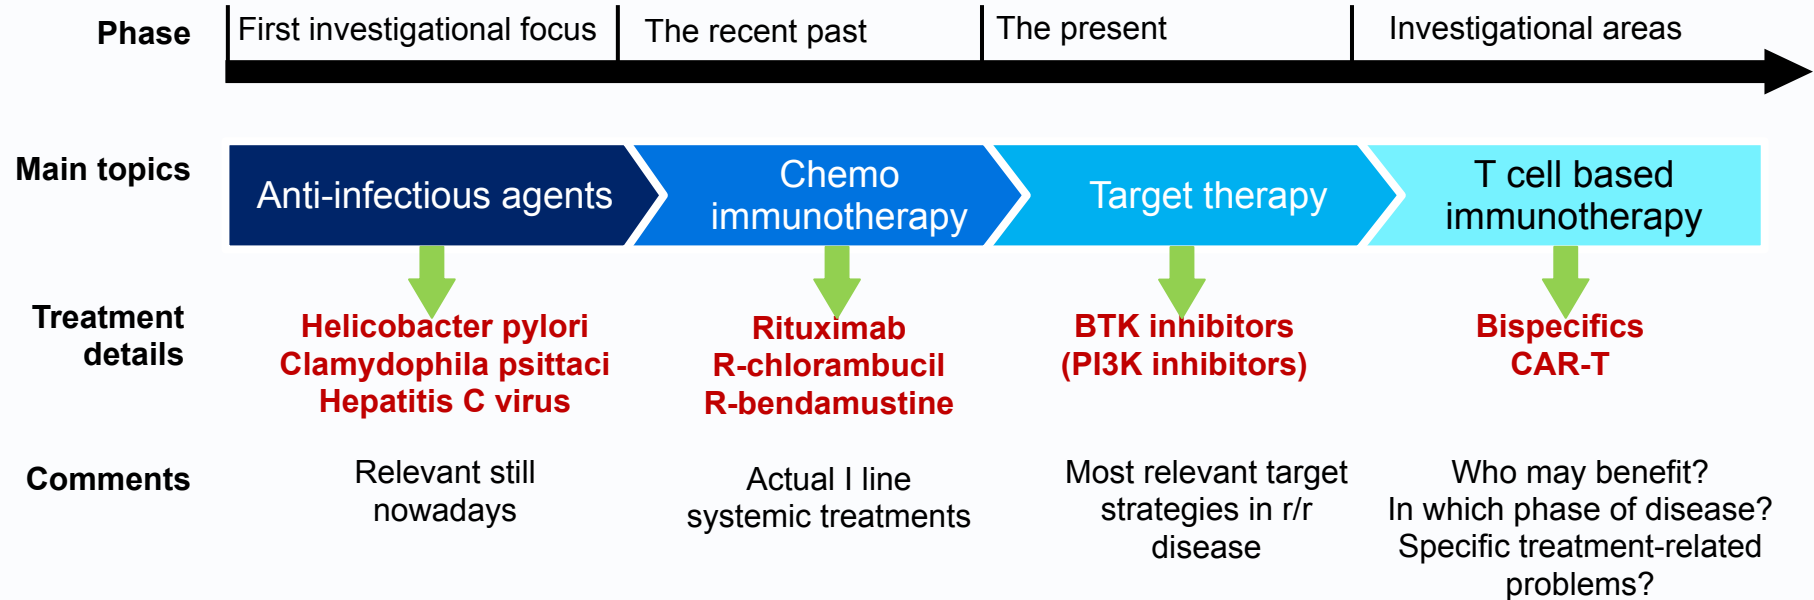 Phase
First investigational focus
The recent past
The present
Investigational areas
Main topics
Anti-infectious agents
Chemo
immunotherapy
Target therapy
T cell based
immunotherapy
Treatment
details
Helicobacter pylori
Clamydophila psittaci
Hepatitis C virus
Rituximab
R-chlorambucil
R-bendamustine
BTK inhibitors
(PI3K inhibitors)
Bispecifics
CAR-T
Comments
Relevant still
nowadays
Actual I line
systemic treatments
Most relevant target
strategies in r/r
disease
Who may benefit?
In which phase of disease?
Specific treatment-related
problems?